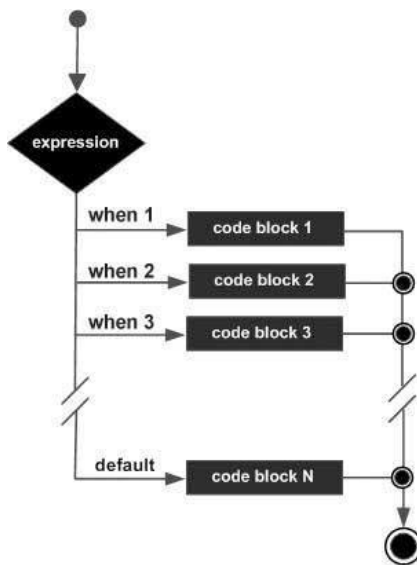 expression
when 1
code block 1
when 2
code block 2
when 3
code block 3
default
code block N